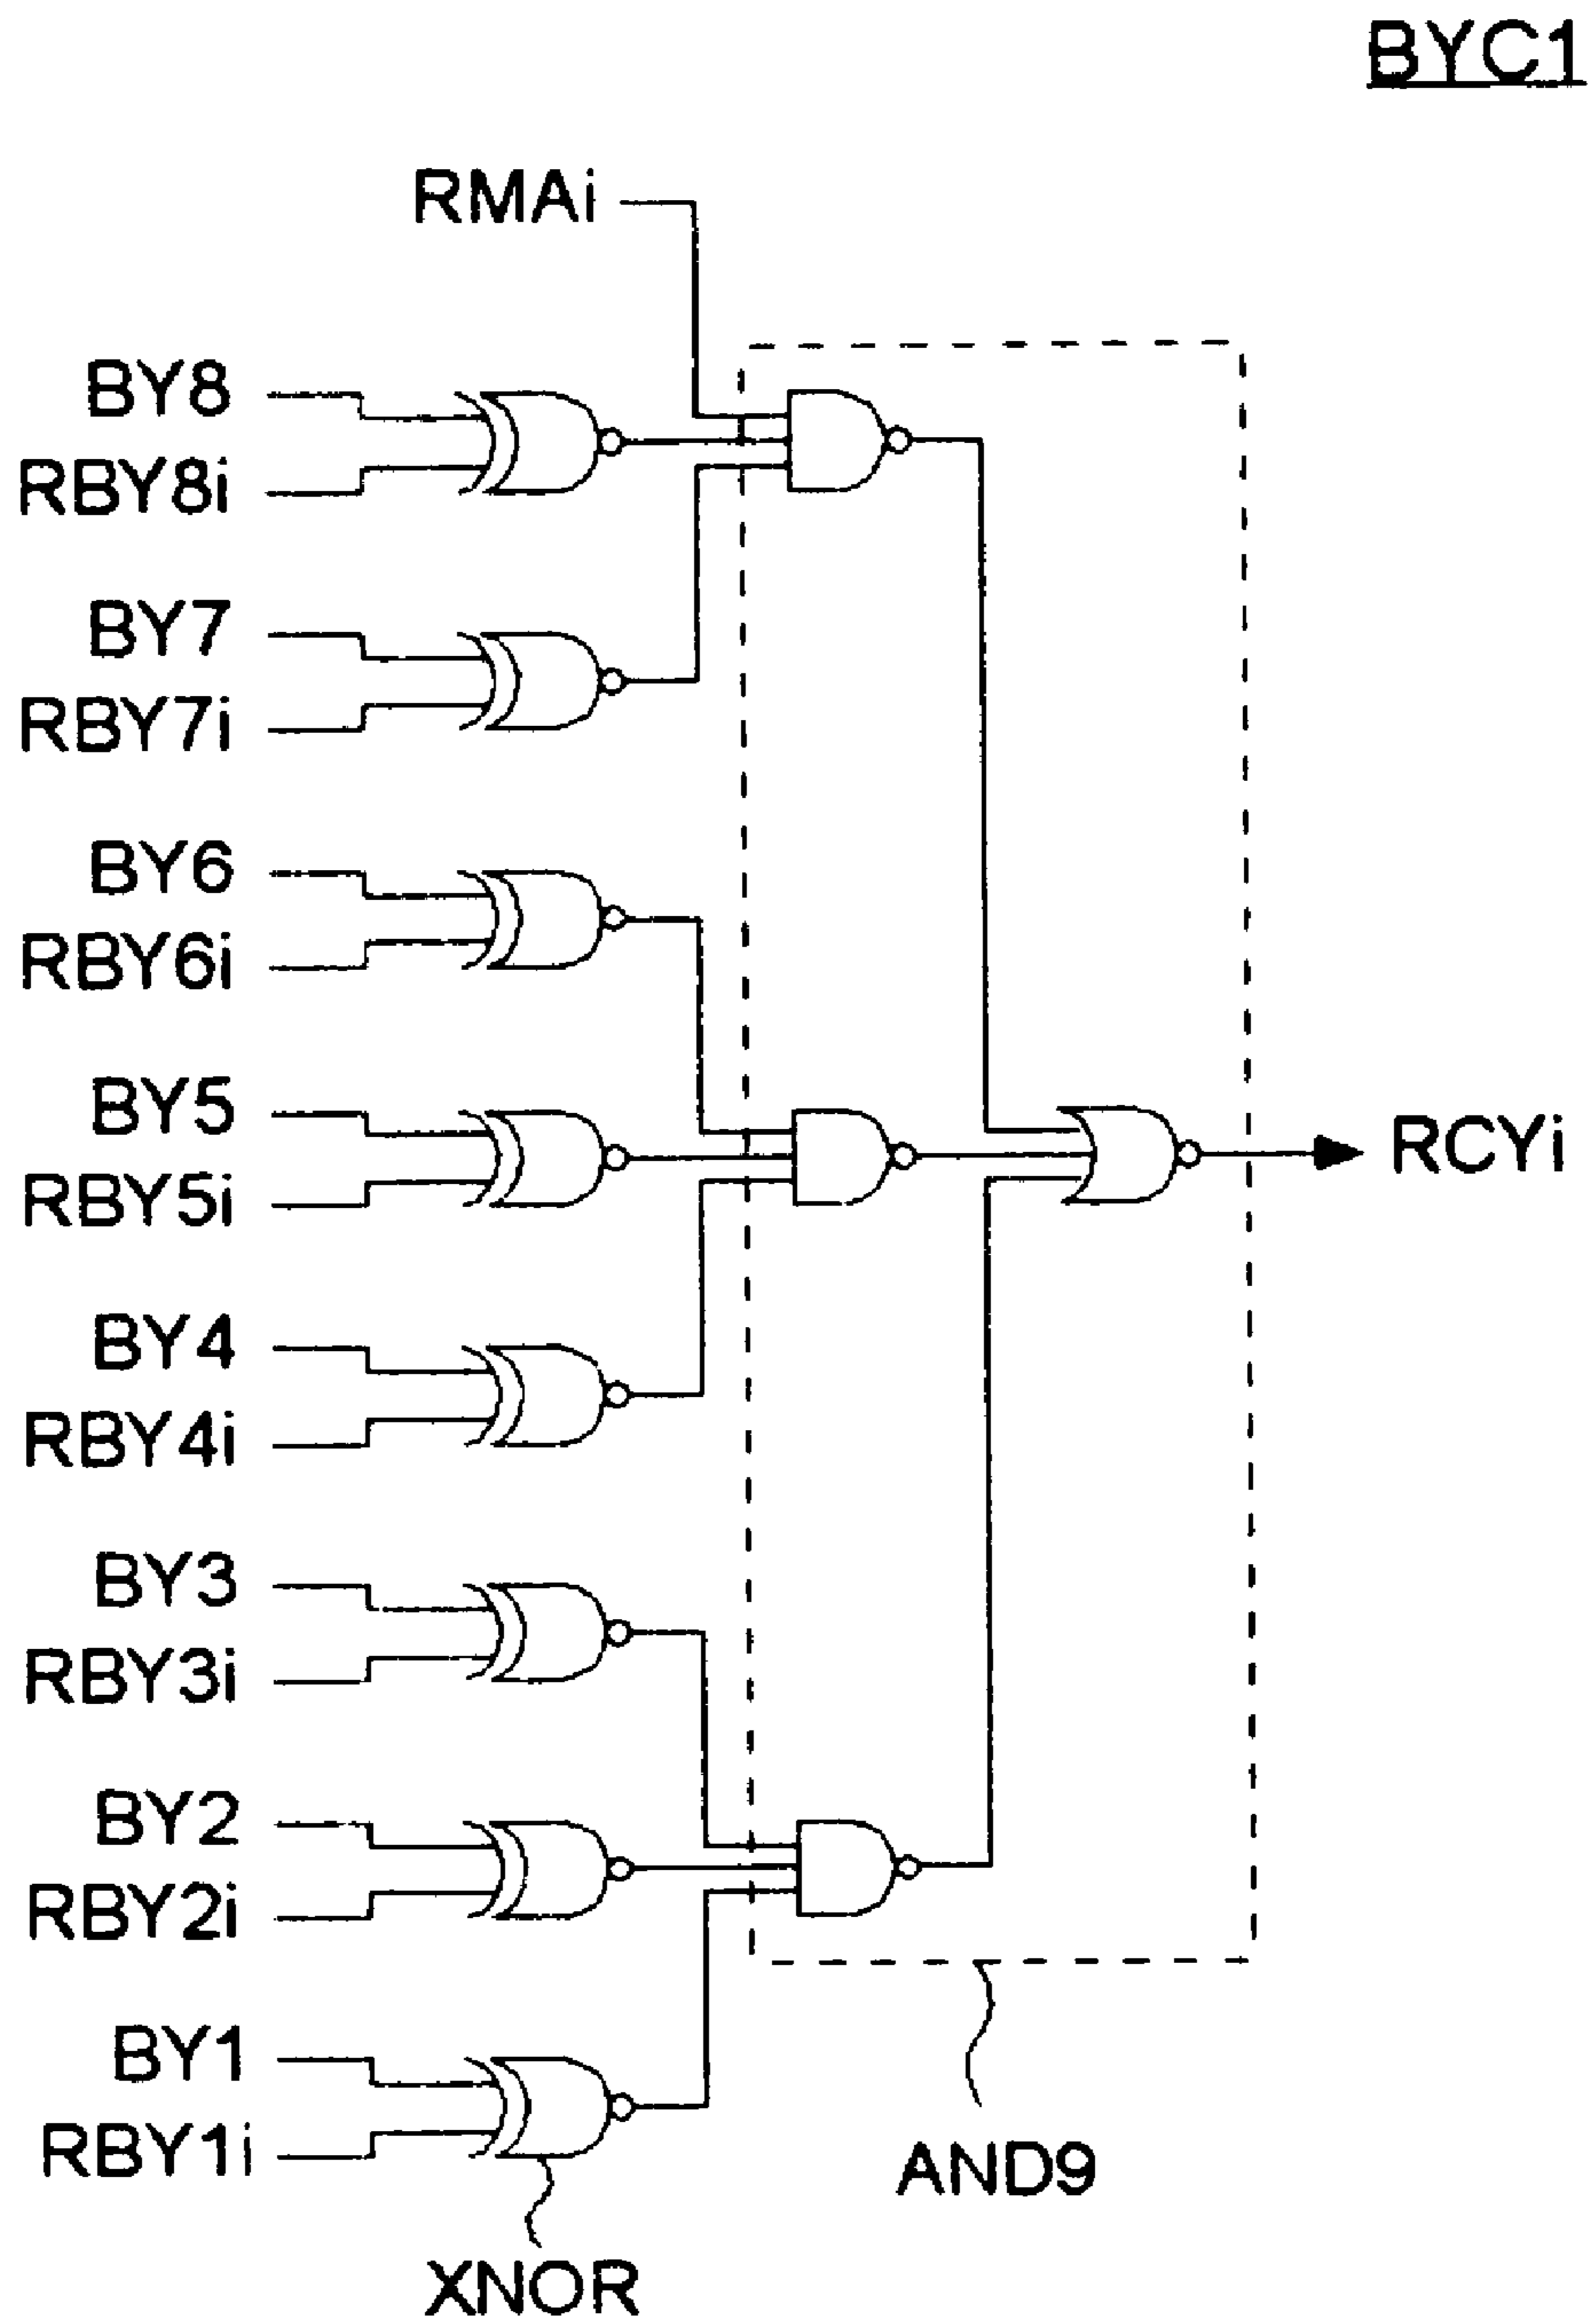 BYC1
RMAi
BY8
RBY8i
BY7
RBY7i
BY6
RBY6i
BY5
RBY5i
RCYi
BY4
RBY4i
BY3
RBY3i
BY2
RBY2i
BY1
RBY1i
AND9
XNOR